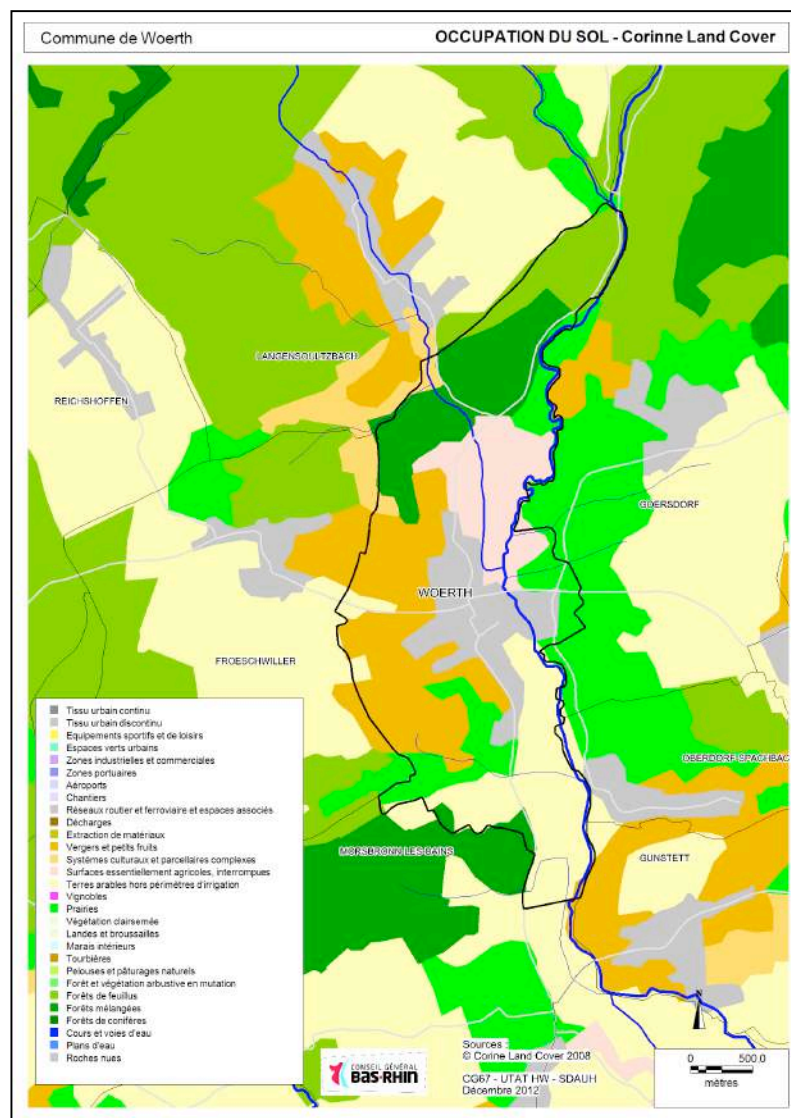 Commune de Woerth
OCCUPATION DU SOL - Corinne Land Cover
LANGENSOULTZBACH
REICHSHOFFEN
GOERSDORF
WOERTH
FROESCHWILLER
OBERDORF-SPACHBAC
MORSBRONN-LES-BAINS
GUNSTETT
Tissu urbain continu
Tissu urbain discontinu
Equipements sportifs et de loisirs
Espaces verts urbains
Zones industrielles et commerciales
Zones portuaires
Aéroports
Chantiers
Réseaux routier et ferroviaire et espaces associés
Décharges
Extraction de matériaux
Vergers et petits fruits
Systèmes culturaux et parcellaires complexes
Surfaces essentiellement agricoles, interrompues
Terres arables hors périmètres d'irrigation
Vignobles
Prairies
Végétation clairsemée
Landes et broussailles
Marais intérieurs
Tourbières
Pelouses et pâturages naturels
Forêt et végétation arbustive en mutation
Forêts de feuillus
Forêts mélangées
Forêts de conifères
Cours et voies d'eau
Plans d'eau
Roches nues
CONSEIL GÉNÉRAL
BAS-RHIN
Sources :
© Corine Land Cover 2008
CG67 - UTAT HW - SDAUH
Décembre 2012
N
0 500,0
mètres